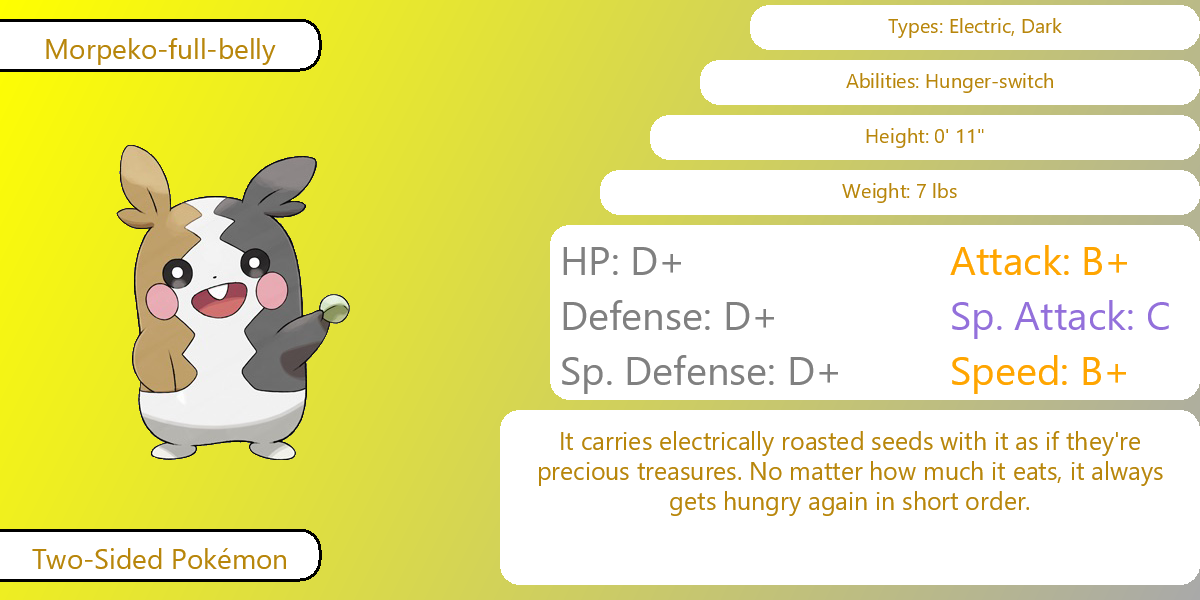 Morpeko-full-belly
Types: Electric, Dark
Abilities: Hunger-switch
Height: 0' 11"
Weight: 7 lbs
HP: D+
Attack: B+
Defense: D+
Sp. Attack: C
Sp. Defense: D+
Speed: B+
It carries electrically roasted seeds with it as if they're
precious treasures. No matter how much it eats, it always
gets hungry again in short order.
Two-Sided Pokémon